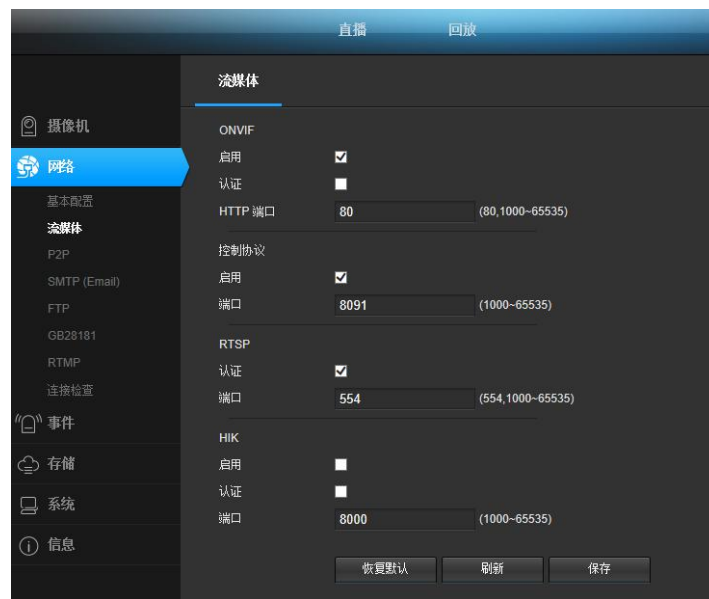 直播 回放
流媒体
摄像机
网络
基本配置
流媒体
P2P
SMTP (Email)
FTP
GB28181
RTMP
连接检查
事件
存储
系统
信息
ONVIF
启用
认证
HTTP 端口 80 (80,1000~65535)
控制协议
启用
端口 8091 (1000~65535)
RTSP
认证
端口 554 (554,1000~65535)
HIK
启用
认证
端口 8000 (1000~65535)
恢复默认 刷新 保存